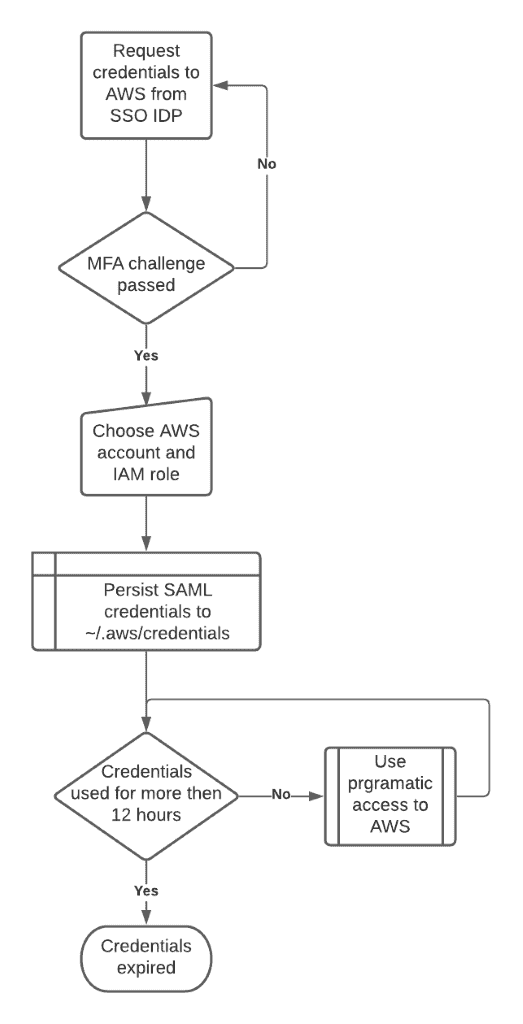 Request
credentials to
AWS from
SSO IDP
No
MFA challenge
passed
Yes
Choose AWS
account and
IAM role
Persist SAML
credentials to
~/.aws/credentials
Credentials
used for more then
12 hours
No
Use
prgramatic
access to
AWS
Yes
Credentials
expired